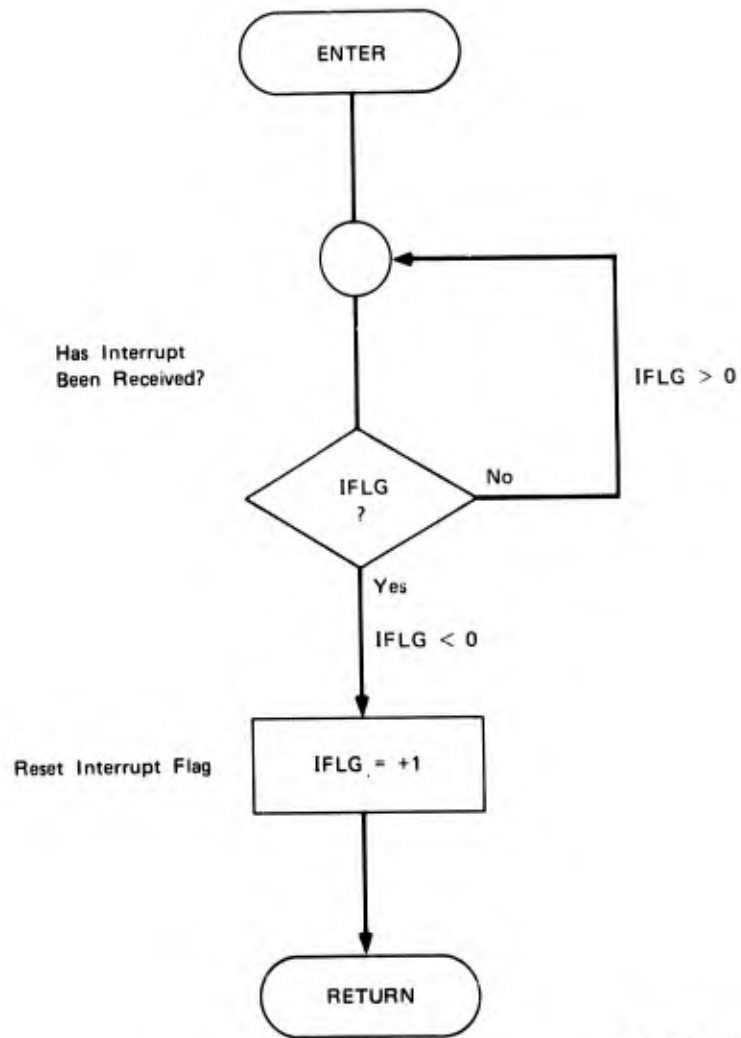 ENTER
Has Interrupt
Been Received?
IFLG > 0
IFLG
?
No
Yes
IFLG < 0
Reset Interrupt Flag
IFLG = +1
RETURN